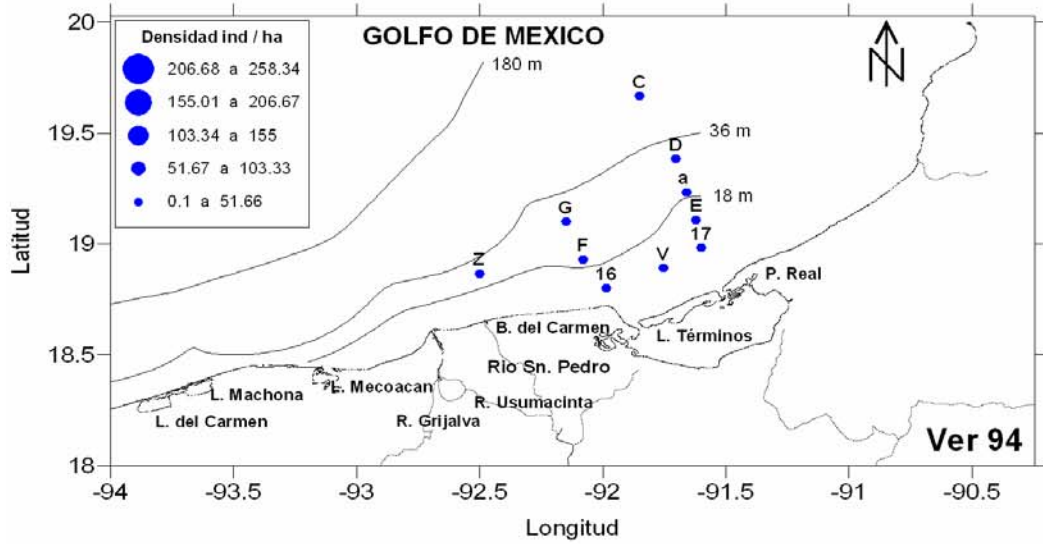 20
19.5
19
18.5
18
Latitud
Densidad ind / ha
206.68 a 258.34
155.01 a 206.67
103.34 a 155
51.67 a 103.33
0.1 a 51.66
GOLFO DE MEXICO
N
180 m
C
36 m
D
a
18 m
E
G
17
F
V
Z
16
P. Real
B. del Carmen
L. Términos
Rio Sn. Pedro
L. Mecoacan
L. Machona
R. Usumacinta
L. del Carmen
R. Grijalva
Ver 94
-94
-93.5
-93
-92.5
-92
-91.5
-91
-90.5
Longitud